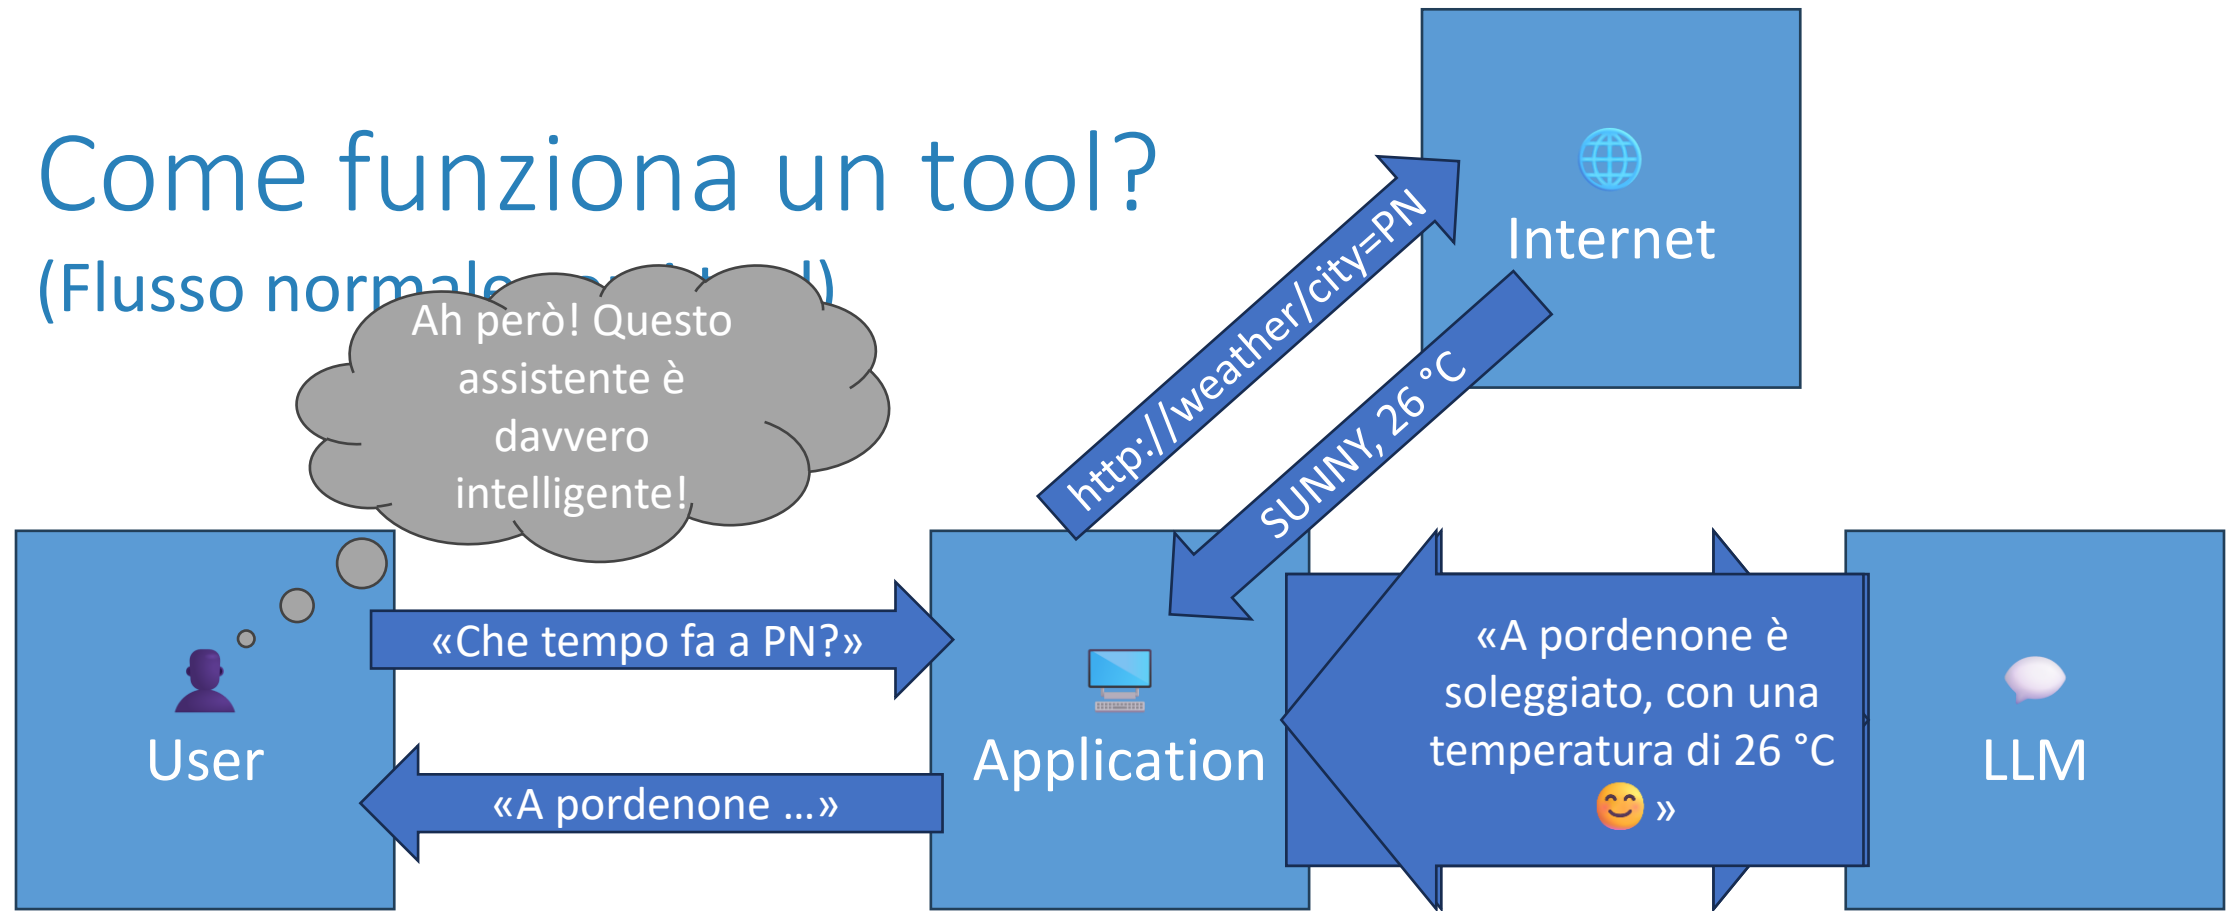 Come funziona un tool?
(Flusso normale
Ah però! Questo
assistente è
davvero
intelligente!
Internet
http://weather/city=PN
SUNNY, 26 °C
User
«Che tempo fa a PN?»
«A pordenone ...»
Application
«A pordenone è
soleggiato, con una
temperatura di 26 °C
😊 »
LLM